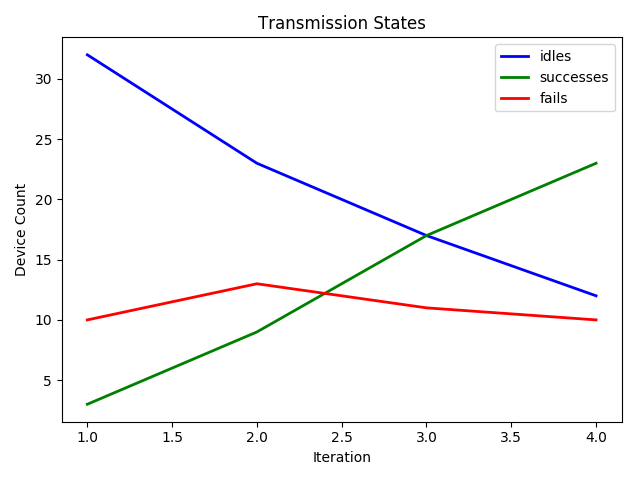 Transmission States
idles
successes
fails
30
25
20
15
10
5
Device Count
1.0 1.5 2.0 2.5 3.0 3.5 4.0
Iteration